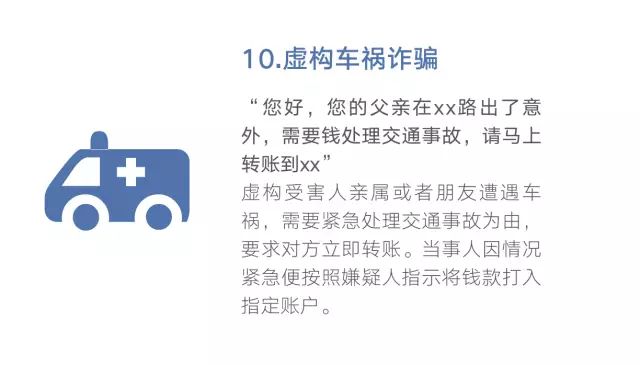 10.虚构车祸诈骗
“您好，您的父亲在xx路出了意
外，需要钱处理交通事故，请马上
转账到xx”
虚构受害人亲属或者朋友遭遇车
祸，需要紧急处理交通事故为由，
要求对方立即转账。当事人因情况
紧急便按照嫌疑人指示将钱款打入
指定账户。